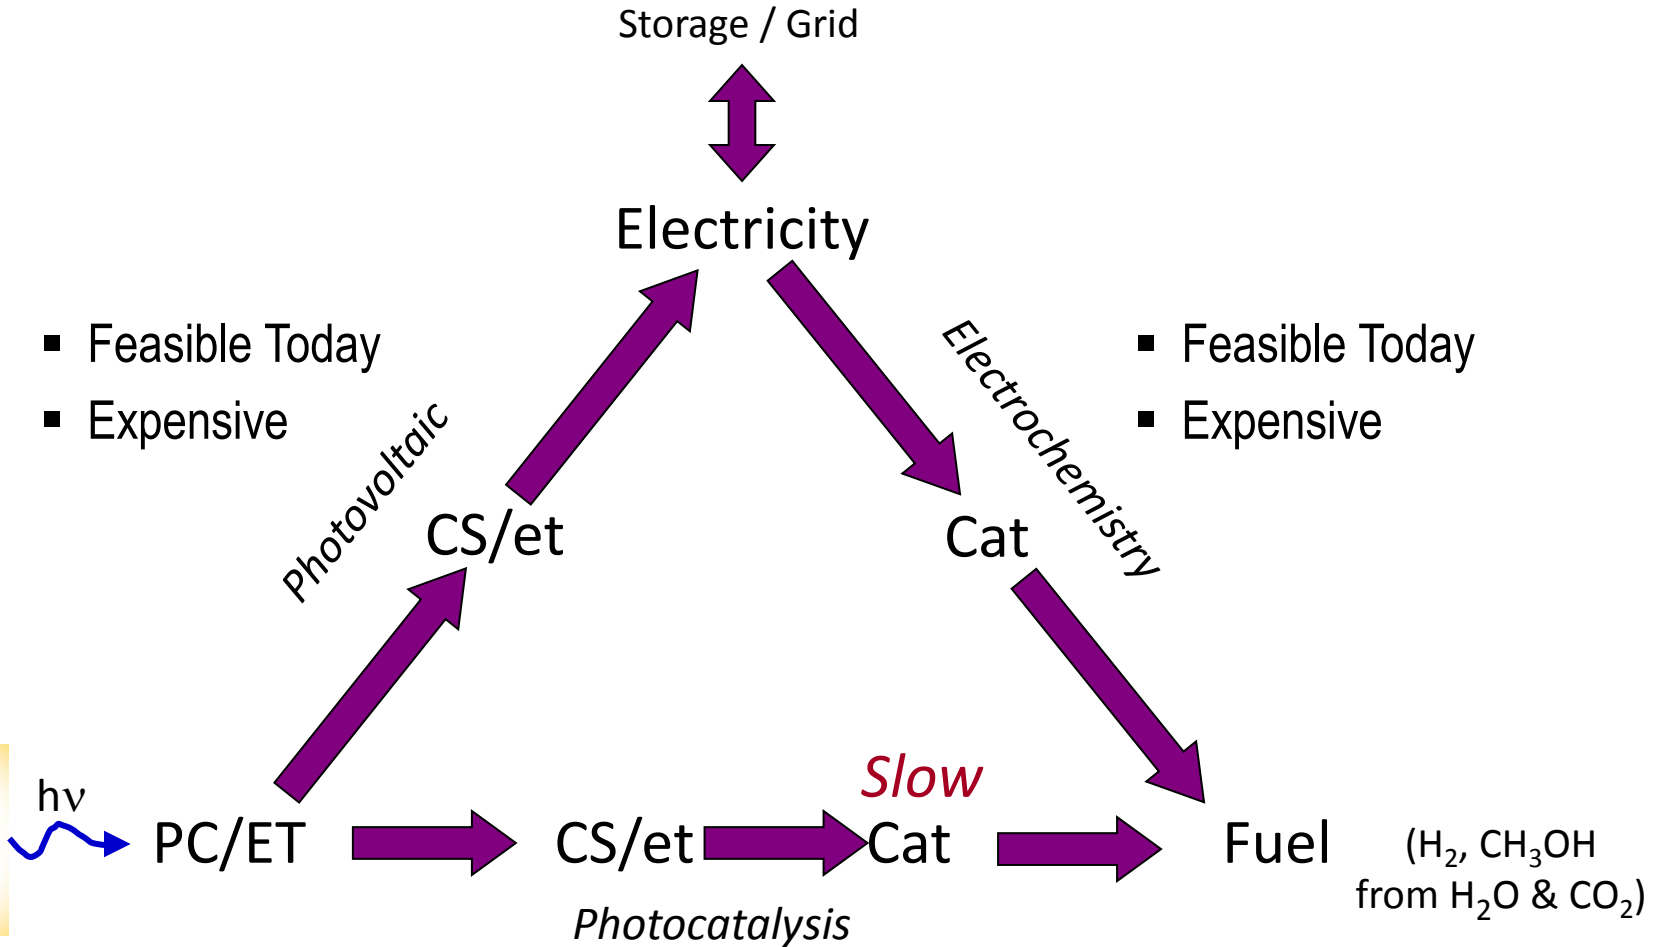 Storage / Grid
Electricity
▪ Feasible Today
▪ Expensive
Photovoltaic
CS/et
Electrochemistry
▪ Feasible Today
▪ Expensive
Cat
hν
PC/ET
CS/et
Slow
Cat
Fuel
(H₂, CH₃OH
from H₂O & CO₂)
Photocatalysis